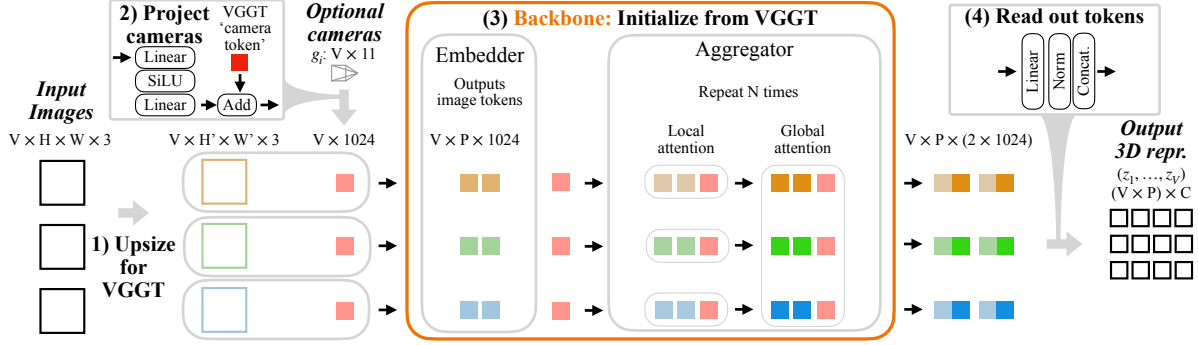 2) Project
cameras
Linear
SiLU
Linear
VGGT
‘camera
token’
Add
Optional
cameras
gᵢ: V × 11
(3) Backbone: Initialize from VGGT
(4) Read out tokens
Linear
Norm
Concat.
Input
Images
V × H × W × 3
V × H’ × W’ × 3
V × 1024
1) Upsize
for
VGGT
Embedder
Outputs
image tokens
V × P × 1024
Aggregator
Repeat N times
Local
attention
Global
attention
V × P × (2 × 1024)
Output
3D repr.
(z₁, …, z_V)
(V × P) × C